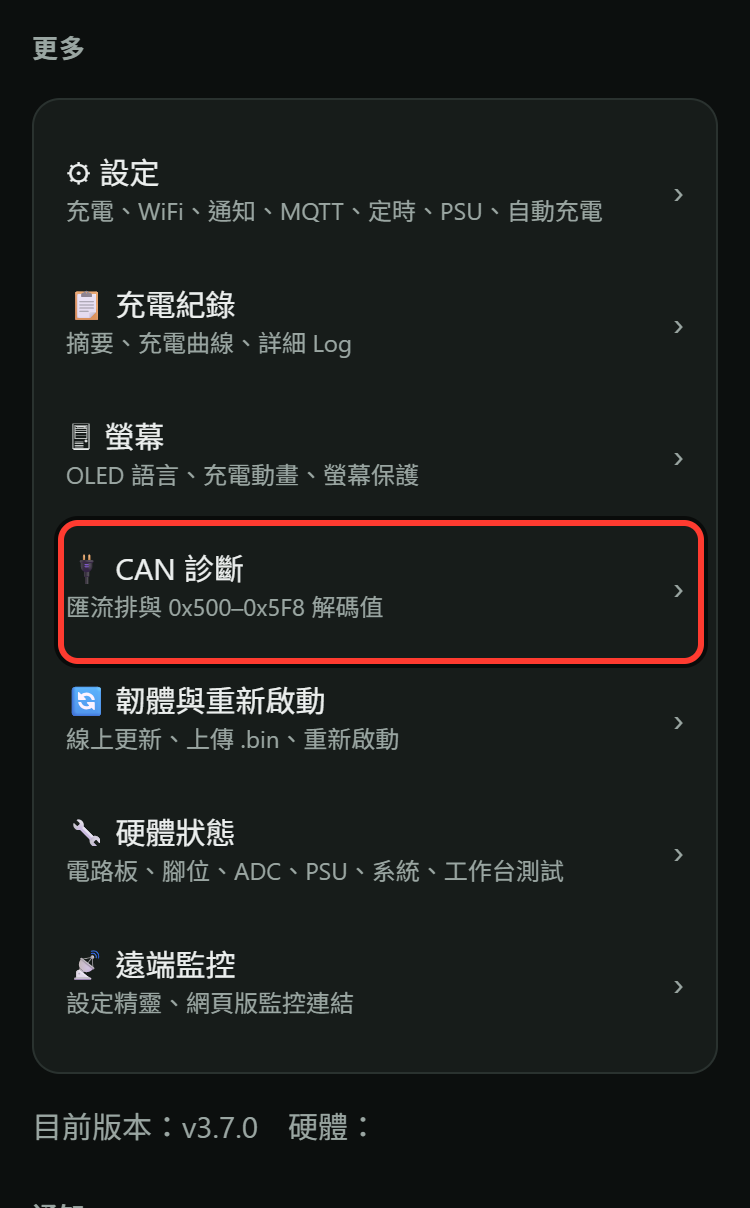 更多
設定
充電、WiFi、通知、MQTT、定時、PSU、自動充電
充電紀錄
摘要、充電曲線、詳細 Log
螢幕
OLED 語言、充電動畫、螢幕保護
CAN 診斷
匯流排與 0x500–0x5F8 解碼值
韌體與重新啟動
線上更新、上傳 .bin、重新啟動
硬體狀態
電路板、腳位、ADC、PSU、系統、工作台測試
遠端監控
設定精靈、網頁版監控連結
目前版本：v3.7.0　硬體：